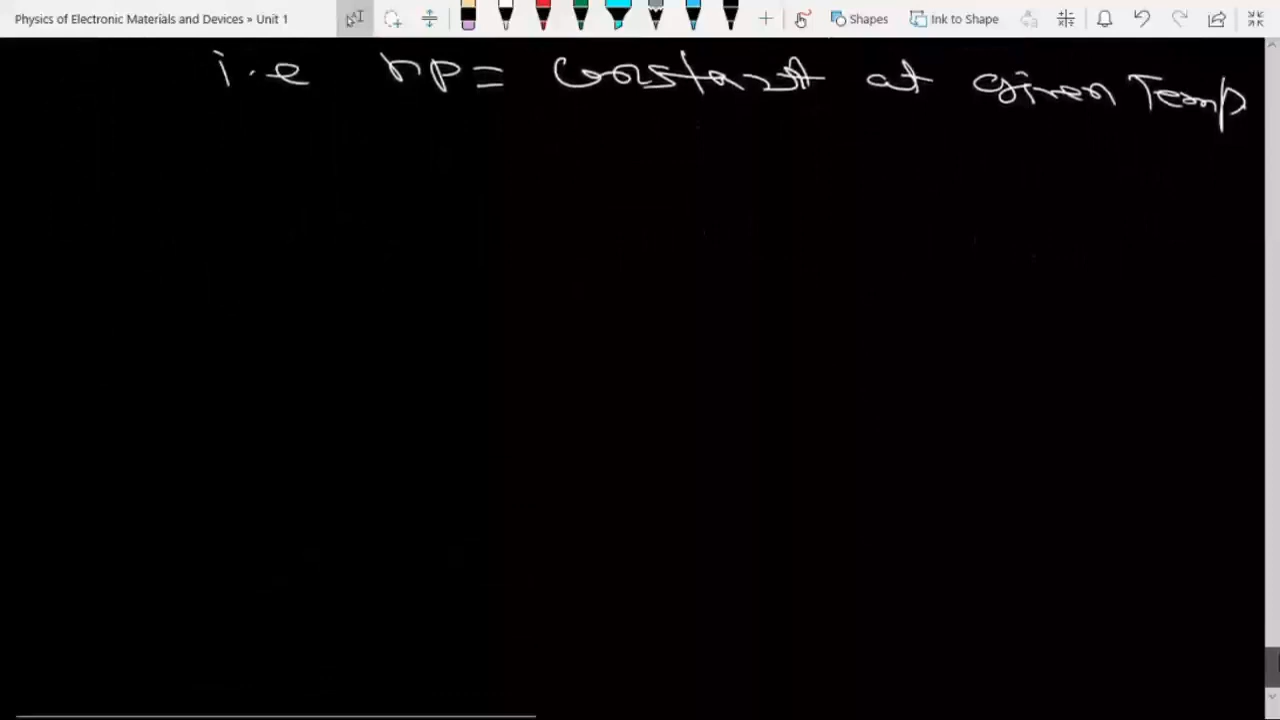 Physics of Electronic Materials and Devices » Unit 1
Shapes
Ink to Shape
i.e np = constant at given Temp